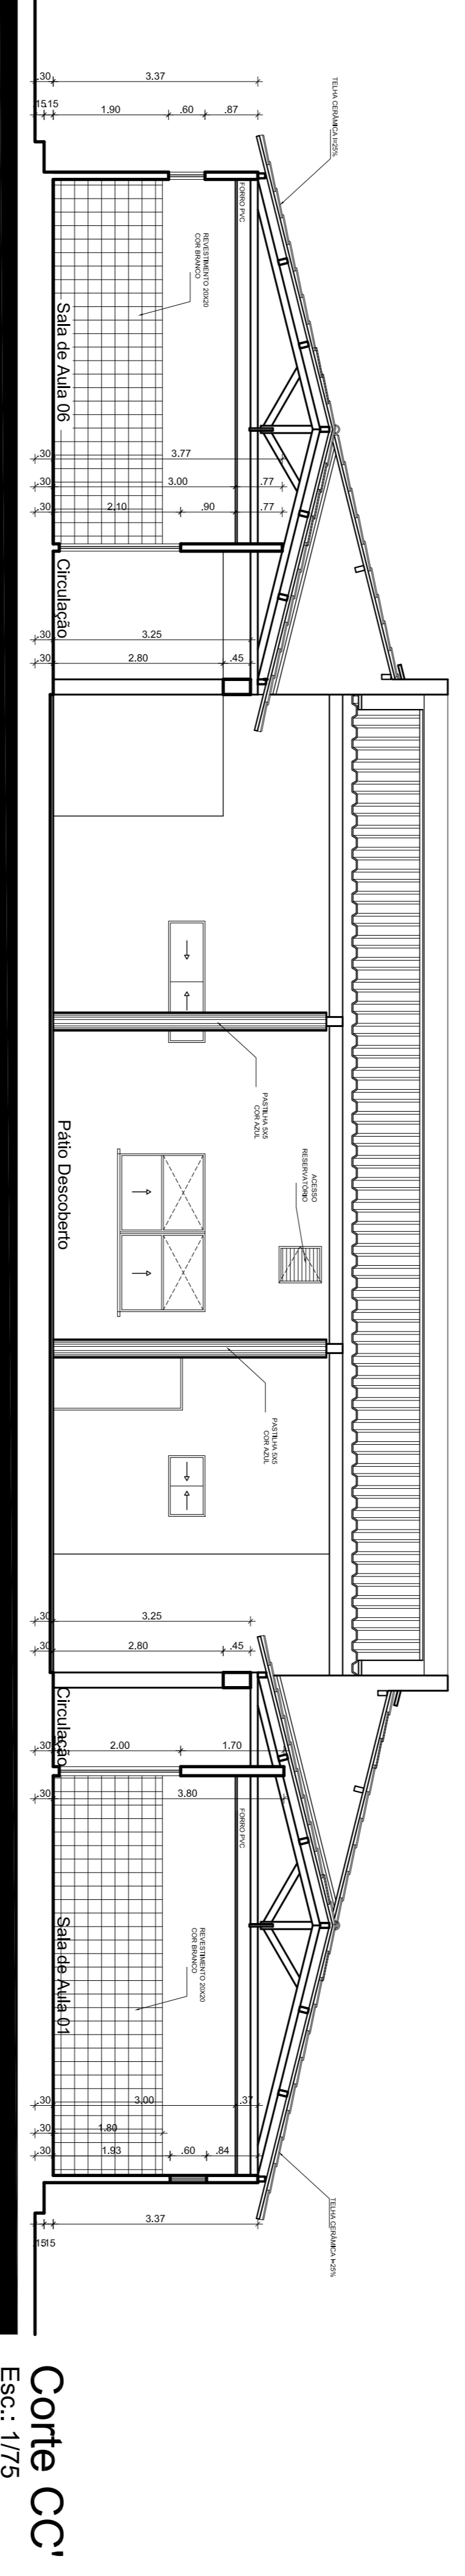 TELHA CERÂMICA I=25%
.30
3.37
.15
.15
1.90
.60
.87
FORRO PVC
REVESTIMENTO 20X20
COR BRANCO
Sala de Aula 06
.30
3.77
.30
3.00
.77
.30
2.10
.90
.77
Circulação
.30
3.25
.30
2.80
.45
PASTILHA 5X5
COR AZUL
Pátio Descoberto
ACESSO
RESERVATÓRIO
PASTILHA 5X5
COR AZUL
.30
3.25
.30
2.80
.45
Circulação
.30
2.00
1.70
.30
3.80
FORRO PVC
REVESTIMENTO 20X20
COR BRANCO
Sala de Aula 01
.30
3.00
.37
.30
1.80
.30
1.93
.60
.84
3.37
.15
15
TELHA CERÂMICA I=25%
Corte CC'
Esc.: 1/75